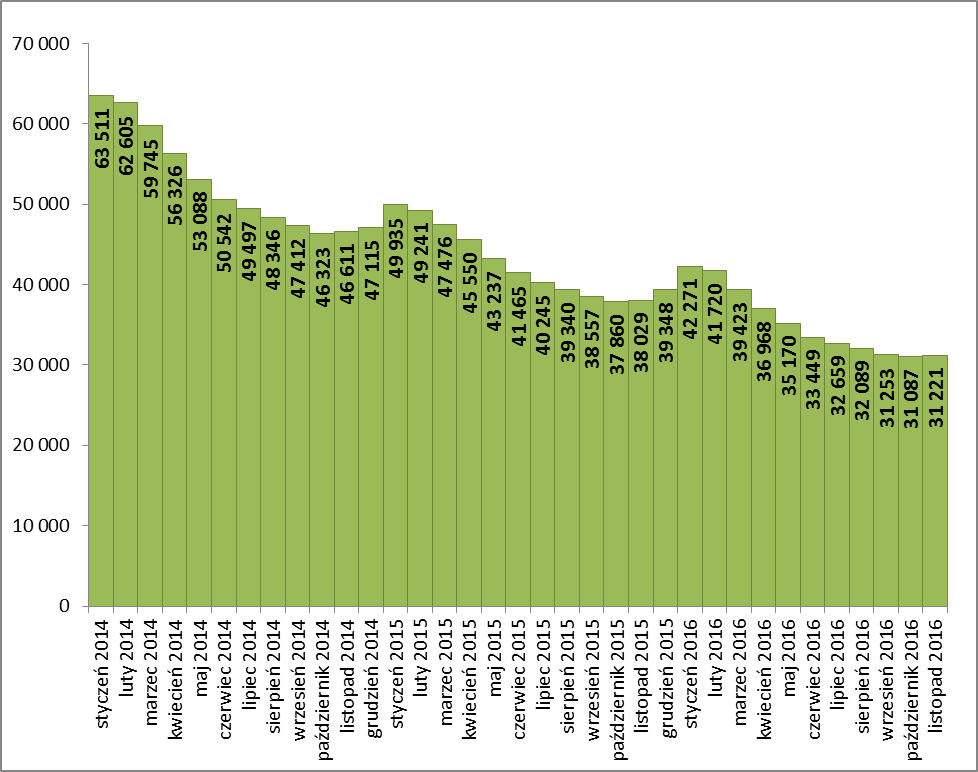 70 000
60 000
50 000
40 000
30 000
20 000
10 000
0
63 511
62 605
59 745
56 326
53 088
50 542
49 497
48 346
47 412
46 323
46 611
47 115
49 935
49 241
47 476
45 550
43 237
41 465
40 245
39 340
38 557
37 860
38 029
39 348
42 271
41 720
39 423
36 968
35 170
33 449
32 659
32 089
31 253
31 087
31 221
styczeń 2014
luty 2014
marzec 2014
kwiecień 2014
maj 2014
czerwiec 2014
lipiec 2014
sierpień 2014
wrzesień 2014
październik 2014
listopad 2014
grudzień 2014
styczeń 2015
luty 2015
marzec 2015
kwiecień 2015
maj 2015
czerwiec 2015
lipiec 2015
sierpień 2015
wrzesień 2015
październik 2015
listopad 2015
grudzień 2015
styczeń 2016
luty 2016
marzec 2016
kwiecień 2016
maj 2016
czerwiec 2016
lipiec 2016
sierpień 2016
wrzesień 2016
październik 2016
listopad 2016